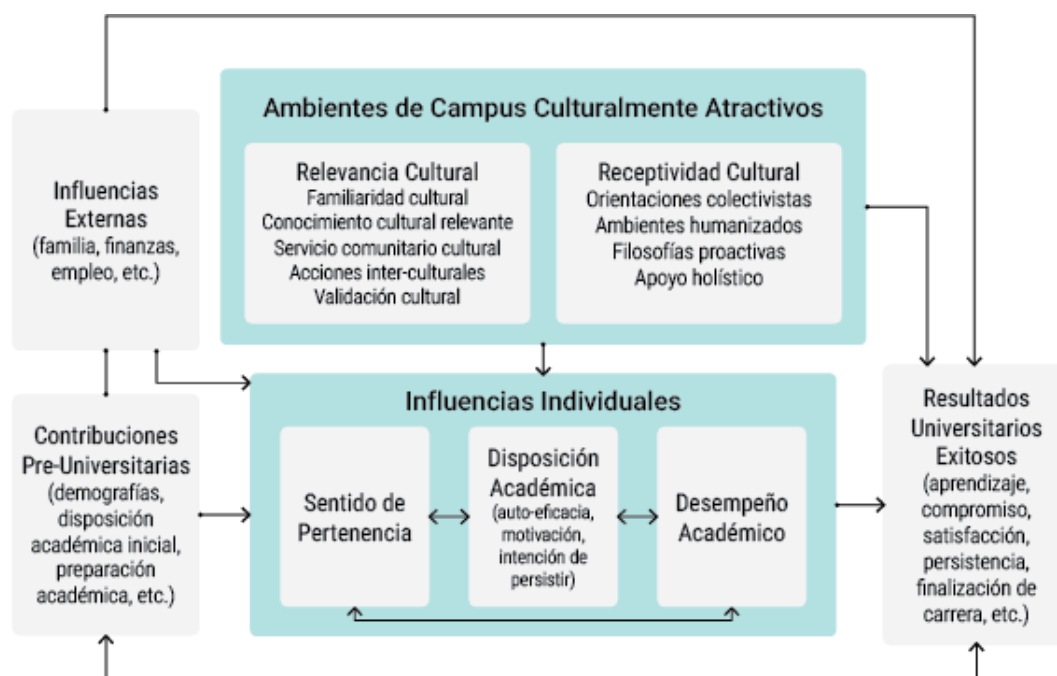 Ambientes de Campus Culturalmente Atractivos
Relevancia Cultural
Familiaridad cultural
Conocimiento cultural relevante
Servicio comunitario cultural
Acciones inter-culturales
Validación cultural
Receptividad Cultural
Orientaciones colectivistas
Ambientes humanizados
Filosofías proactivas
Apoyo holístico
Influencias
Externas
(familia, finanzas,
empleo, etc.)
Contribuciones
Pre-Universitarias
(demografías,
disposición
académica inicial,
preparación
académica, etc.)
Influencias Individuales
Sentido de
Pertenencia
Disposición
Académica
(auto-eficacia,
motivación,
intención de
persistir)
Desempeño
Académico
Resultados
Universitarios
Exitosos
(aprendizaje,
compromiso,
satisfacción,
persistencia,
finalización de
carrera, etc.)